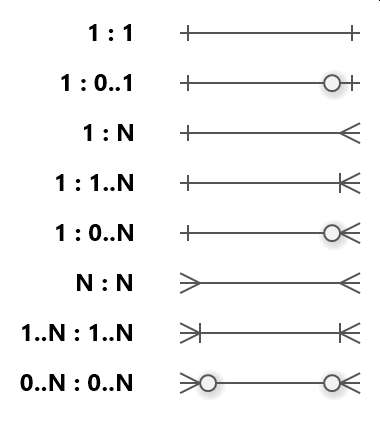 1 : 1
1 : 0..1
1 : N
1 : 1..N
1 : 0..N
N : N
1..N : 1..N
0..N : 0..N